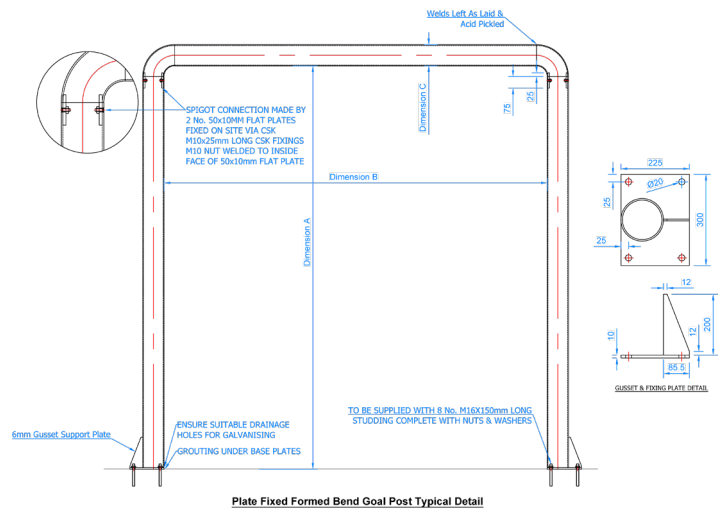 Welds Left As Laid &
Acid Pickled
SPIGOT CONNECTION MADE BY
2 No. 50x10MM FLAT PLATES
FIXED ON SITE VIA CSK
M10x25mm LONG CSK FIXINGS
M10 NUT WELDED TO INSIDE
FACE OF 50x10mm FLAT PLATE
Dimension C
75
25
Dimension B
Dimension A
225
Ø20
25
300
25
12
200
12
10
85.5
GUSSET & FIXING PLATE DETAIL
6mm Gusset Support Plate
ENSURE SUITABLE DRAINAGE
HOLES FOR GALVANISING
GROUTING UNDER BASE PLATES
TO BE SUPPLIED WITH 8 No. M16X150mm LONG
STUDDING COMPLETE WITH NUTS & WASHERS
Plate Fixed Formed Bend Goal Post Typical Detail